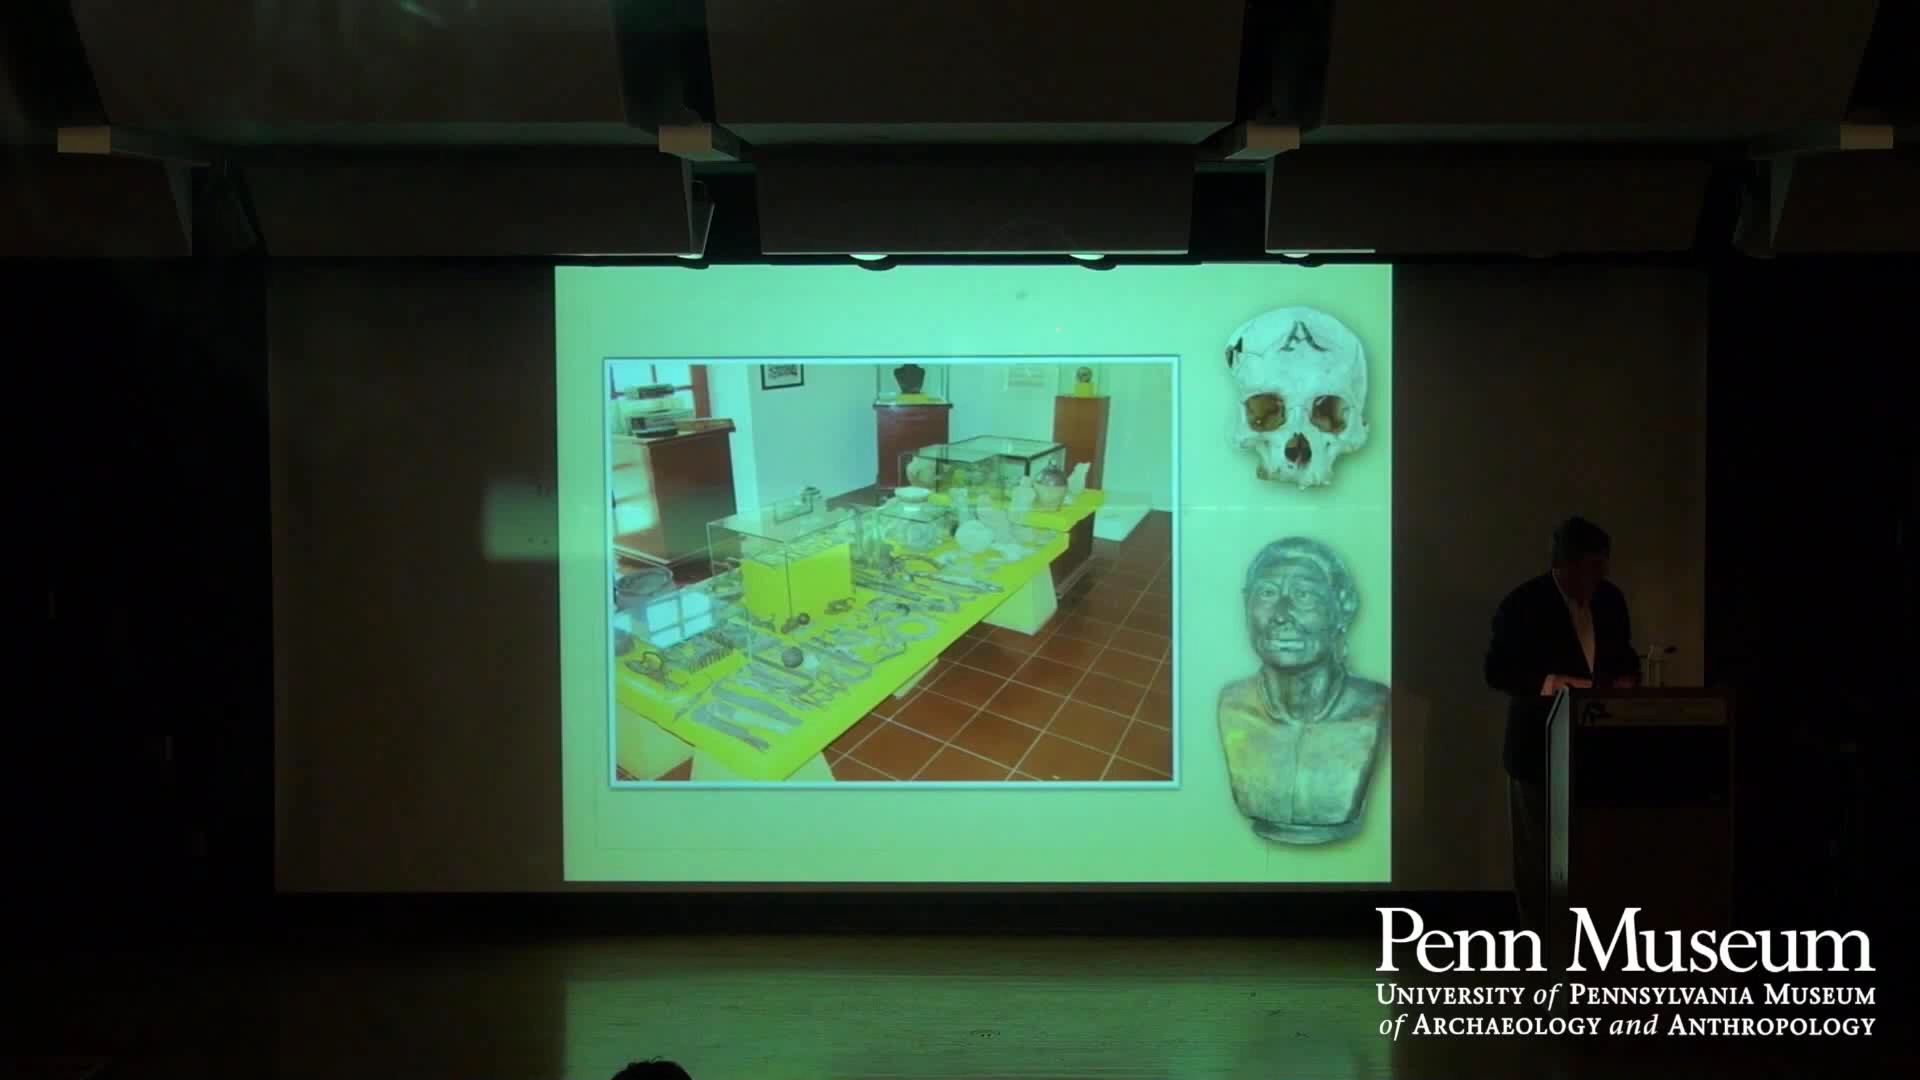 A
Penn Museum
UNIVERSITY of PENNSYLVANIA MUSEUM
of ARCHAEOLOGY and ANTHROPOLOGY